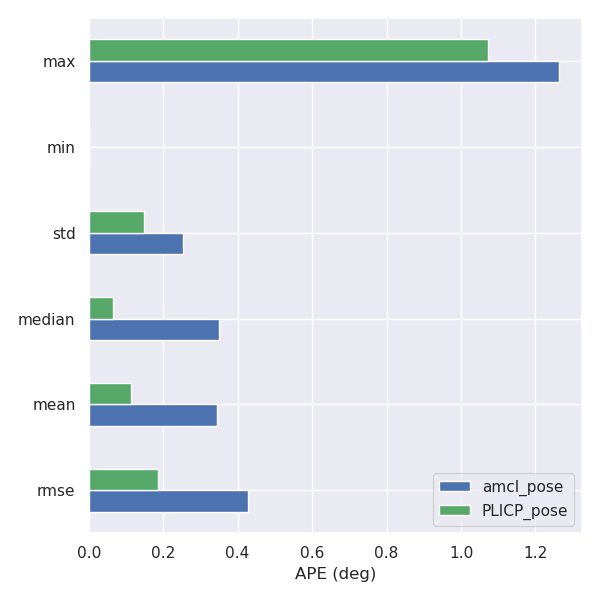 max
min
std
median
mean
rmse
amcl_pose
PLICP_pose
0.0 0.2 0.4 0.6 0.8 1.0 1.2
APE (deg)